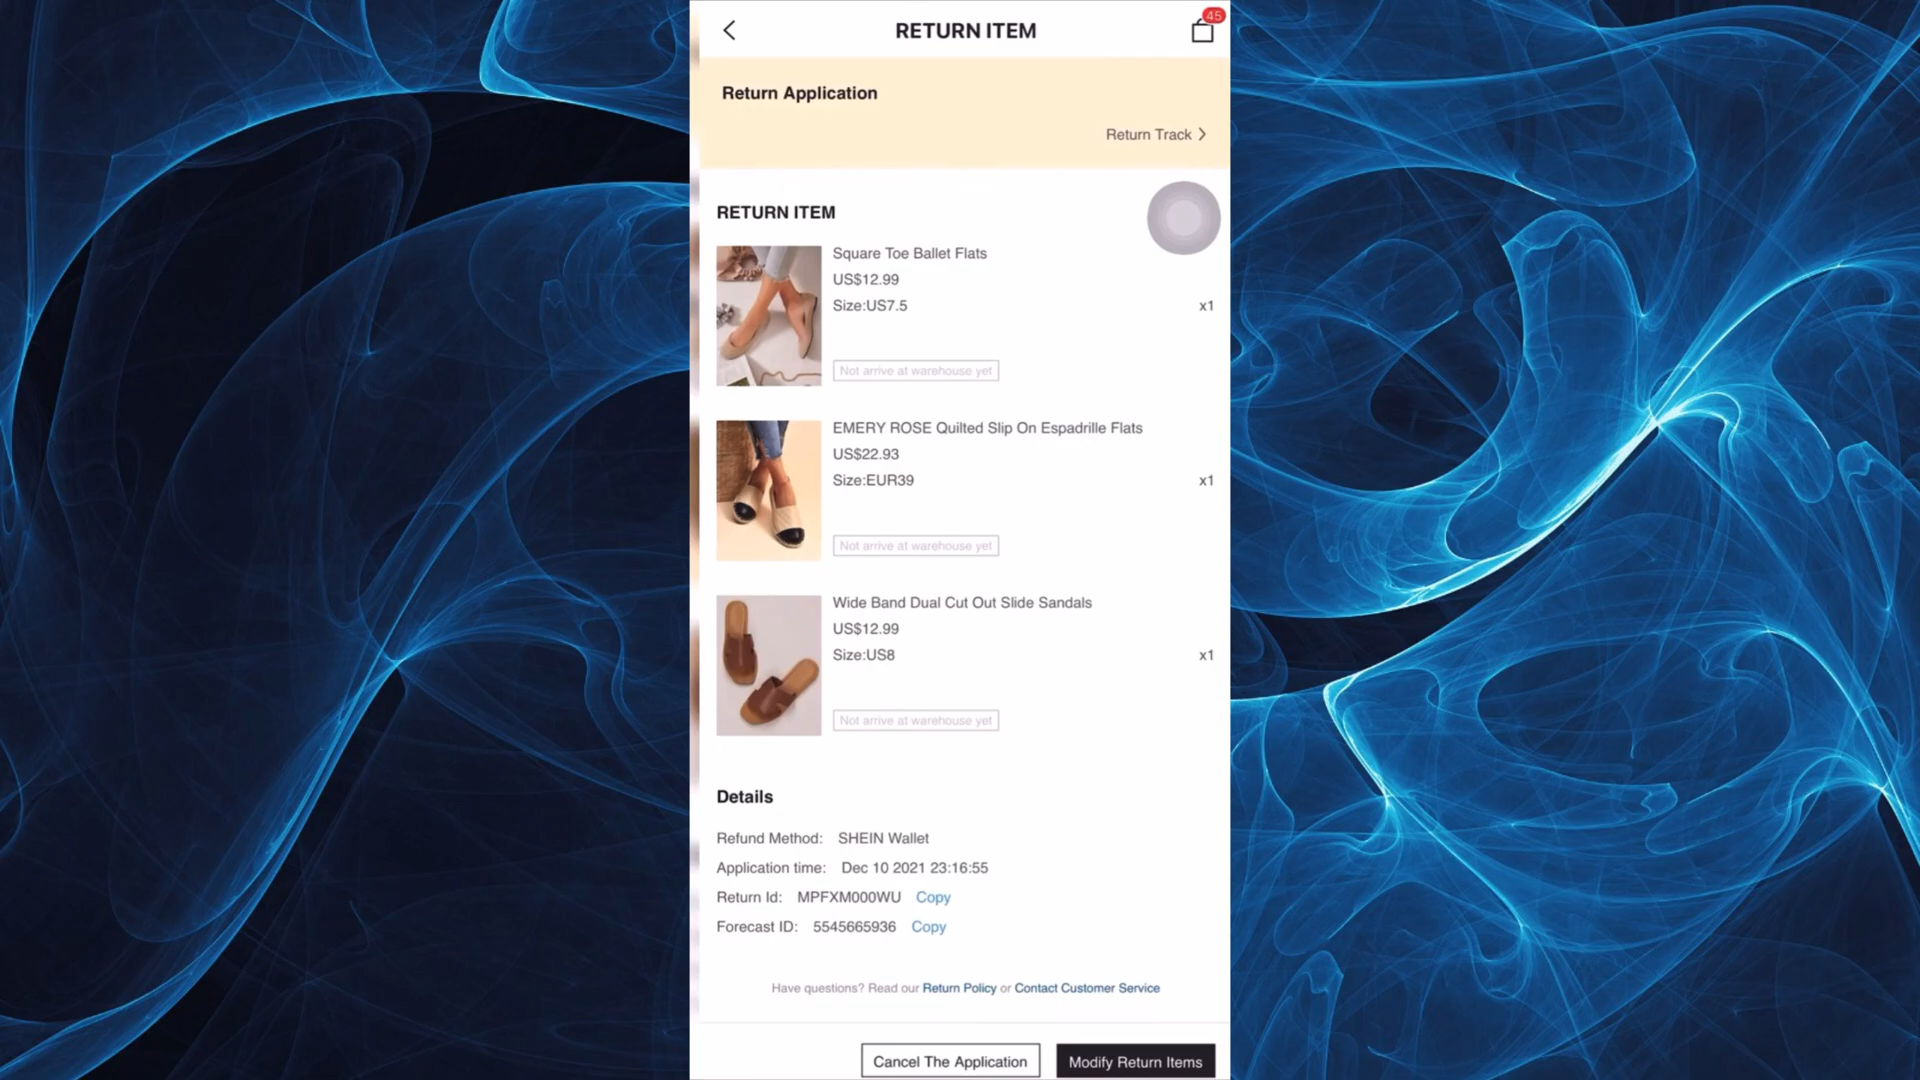 RETURN ITEM
45
Return Application
Return Track
RETURN ITEM
Square Toe Ballet Flats
US$12.99
Size:US7.5
x1
Not arrive at warehouse yet
EMERY ROSE Quilted Slip On Espadrille Flats
US$22.93
Size:EUR39
x1
Not arrive at warehouse yet
Wide Band Dual Cut Out Slide Sandals
US$12.99
Size:US8
x1
Not arrive at warehouse yet
Details
Refund Method: SHEIN Wallet
Application time: Dec 10 2021 23:16:55
Return Id: MPFXM000WU Copy
Forecast ID: 5545665936 Copy
Have questions? Read our Return Policy or Contact Customer Service
Cancel The Application
Modify Return Items